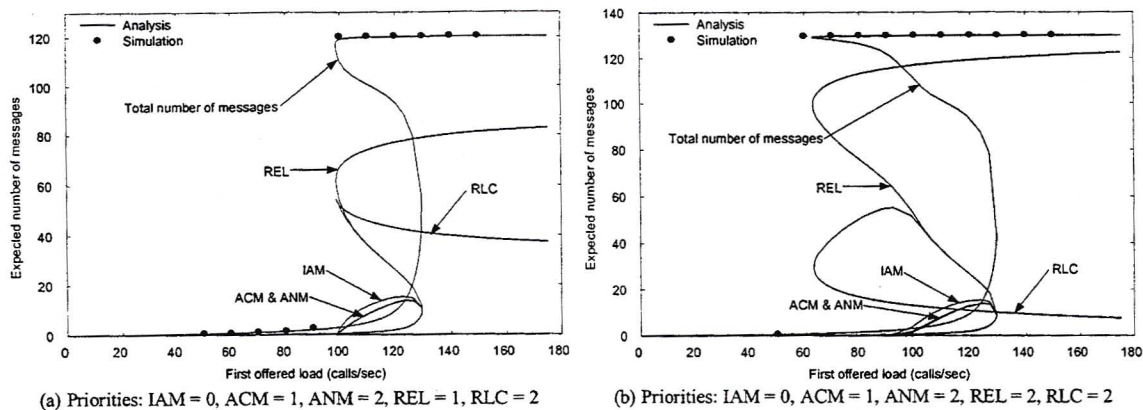 Analysis
Simulation
120
100
80
60
40
20
0
Expected number of messages
Total number of messages
REL
RLC
IAM
ACM & ANM
0 20 40 60 80 100 120 140 160 180
First offered load (calls/sec)
(a) Priorities: IAM = 0, ACM = 1, ANM = 2, REL = 1, RLC = 2
Analysis
Simulation
140
120
100
80
60
40
20
0
Expected number of messages
Total number of messages
REL
RLC
IAM
ACM & ANM
0 20 40 60 80 100 120 140 160 180
First offered load (calls/sec)
(b) Priorities: IAM = 0, ACM = 1, ANM = 2, REL = 2, RLC = 2